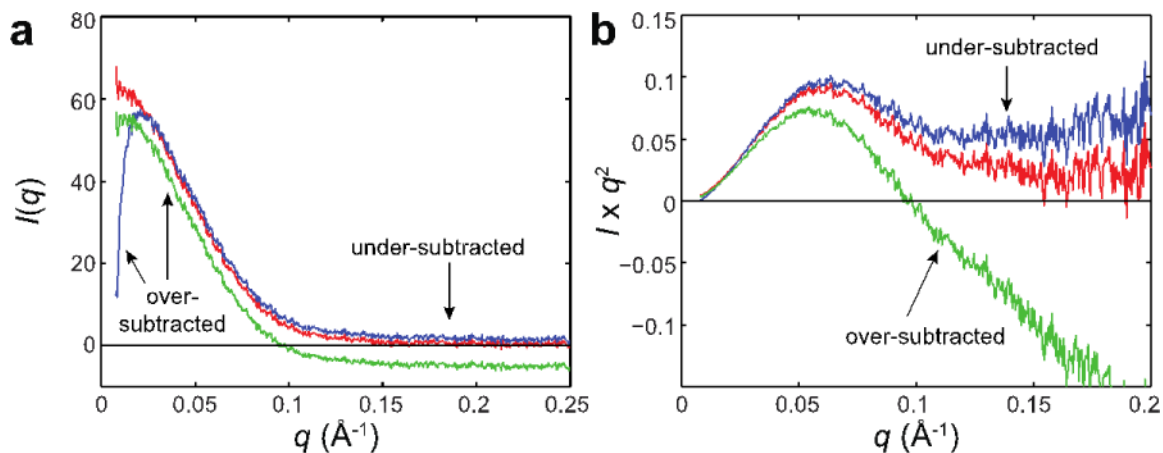 a
80
60
40
20
0
I(q)
over-
subtracted
under-subtracted
0
0.05
0.1
0.15
0.2
0.25
q (Å⁻¹)
b
0.15
0.1
0.05
0
−0.05
−0.1
I x q²
under-subtracted
over-subtracted
0
0.05
0.1
0.15
0.2
q (Å⁻¹)